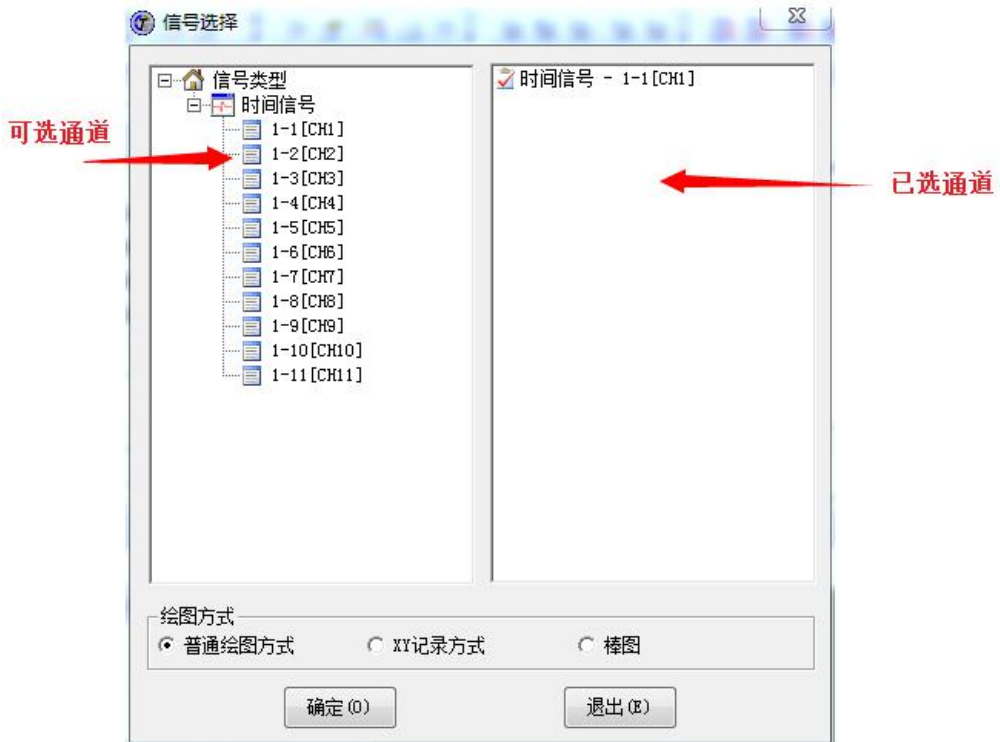 信号选择
信号类型
时间信号
1-1[CH1]
1-2[CH2]
1-3[CH3]
1-4[CH4]
1-5[CH5]
1-6[CH6]
1-7[CH7]
1-8[CH8]
1-9[CH9]
1-10[CH10]
1-11[CH11]
时间信号 - 1-1[CH1]
可选通道
已选通道
绘图方式
普通绘图方式 XY记录方式 棒图
确定(O) 退出(E)